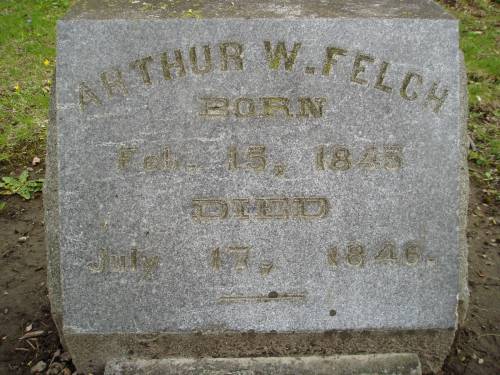 ARTHUR W. FELCH
BORN
Feb. 15, 1845
DIED
July 17, 1846.